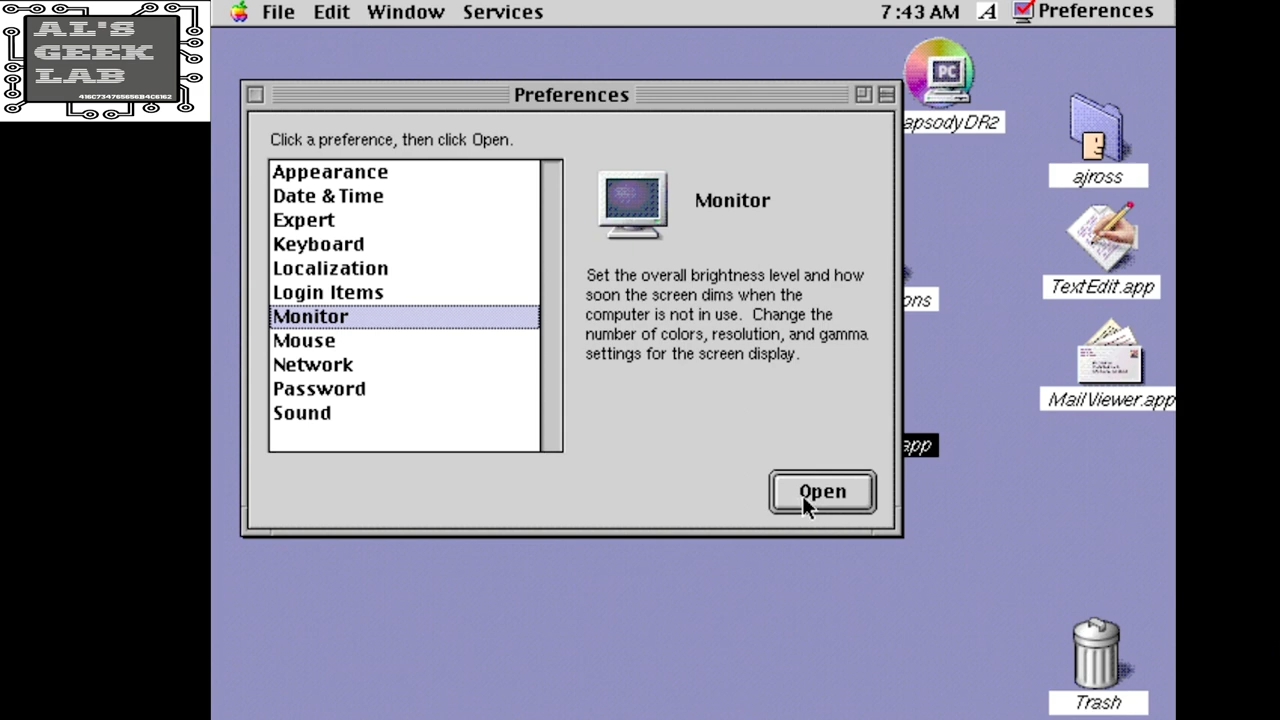 AL'S
GEEK
LAB
File Edit Window Services
7:43 AM A Preferences
Preferences
Click a preference, then click Open.
Appearance
Date & Time
Expert
Keyboard
Localization
Login Items
Monitor
Mouse
Network
Password
Sound
Monitor
Set the overall brightness level and how
soon the screen dims when the
computer is not in use. Change the
number of colors, resolution, and gamma
settings for the screen display.
Open
PC
apsodyDR2
ajross
TextEdit.app
ons
MailViewer.app
app
Trash